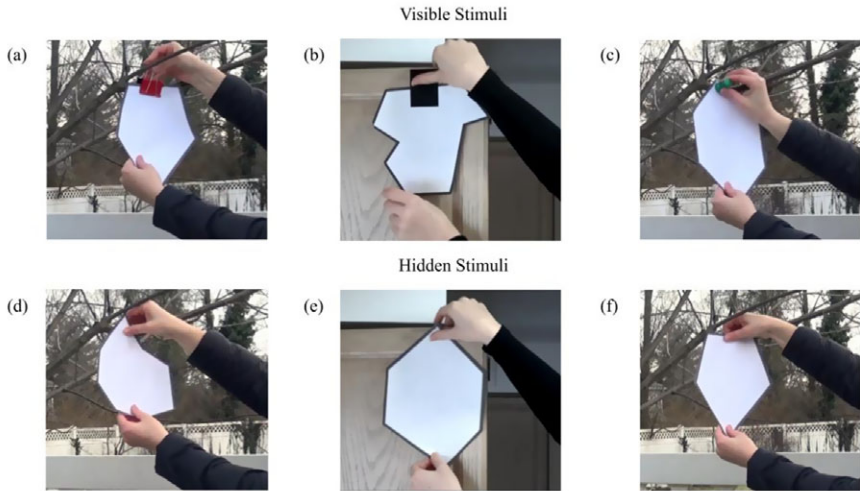 Visible Stimuli
(a)
(b)
(c)
Hidden Stimuli
(d)
(e)
(f)